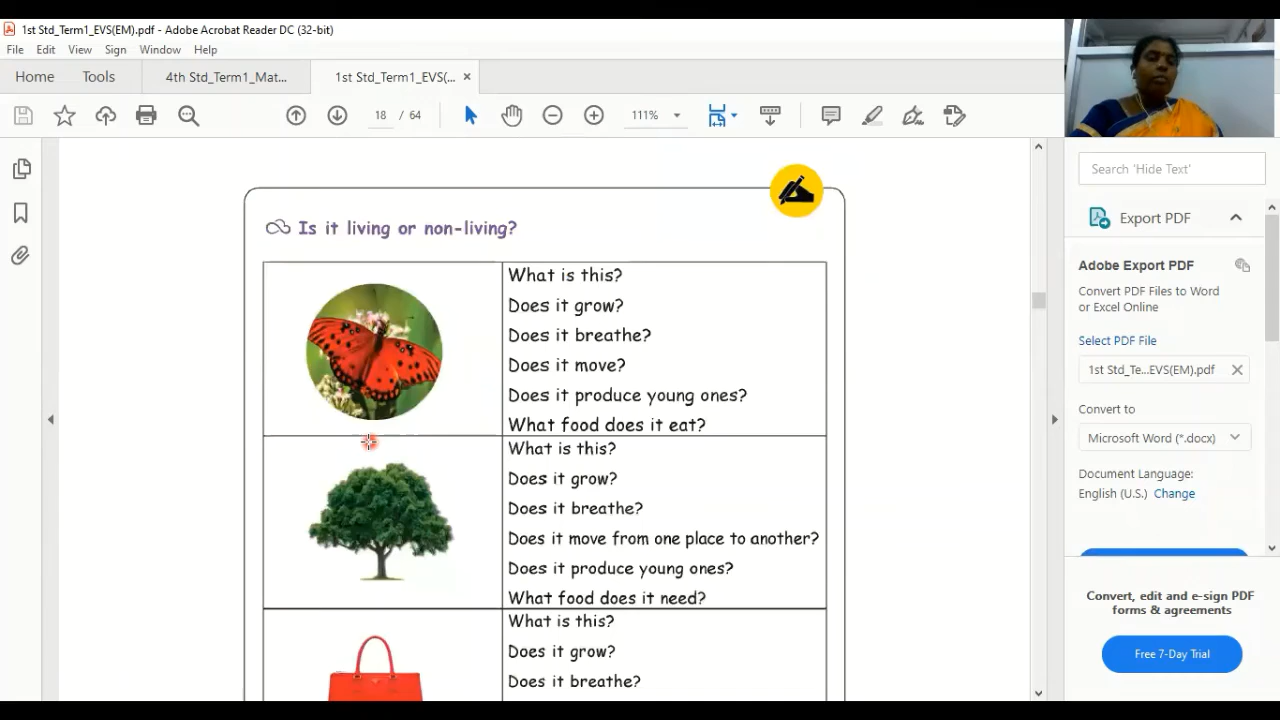 1st Std_Term1_EVS(EM).pdf - Adobe Acrobat Reader DC (32-bit)
File Edit View Sign Window Help
Home Tools 4th Std_Term1_Mat... 1st Std_Term1_EVS(...
18 / 64 111%
Search 'Hide Text'
Export PDF
Adobe Export PDF
Convert PDF Files to Word
or Excel Online
Select PDF File
1st Std_Te...EVS(EM).pdf
Convert to
Microsoft Word (*.docx)
Document Language:
English (U.S.) Change
Convert, edit and e-sign PDF
forms & agreements
Free 7-Day Trial
Is it living or non-living?
What is this?
Does it grow?
Does it breathe?
Does it move?
Does it produce young ones?
What food does it eat?
What is this?
Does it grow?
Does it breathe?
Does it move from one place to another?
Does it produce young ones?
What food does it need?
What is this?
Does it grow?
Does it breathe?